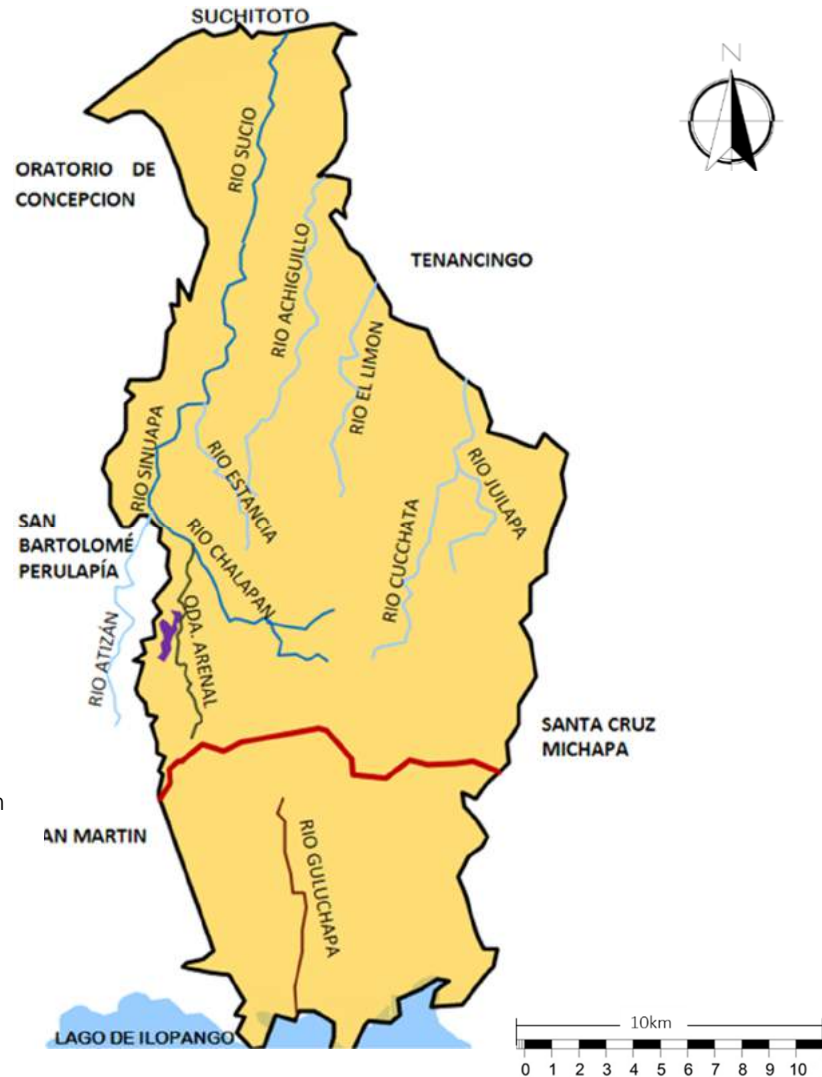 SUCHITOTO
N
ORATORIO DE
CONCEPCION
RIO SUCIO
TENANCINGO
RIO ACHIGUILLO
RIO EL LIMON
RIO SINUAPA
RIO ESTANCIA
RIO JUILAPA
SAN
BARTOLOMÉ
PERULAPÍA
RIO CHALAPAN
RIO CUCCHATA
RIO ATIZÁN
QDA. ARENAL
SANTA CRUZ
MICHAPA
n
AN MARTIN
RIO GULUCHAPA
LAGO DE ILOPANGO
10km
0 1 2 3 4 5 6 7 8 9 10